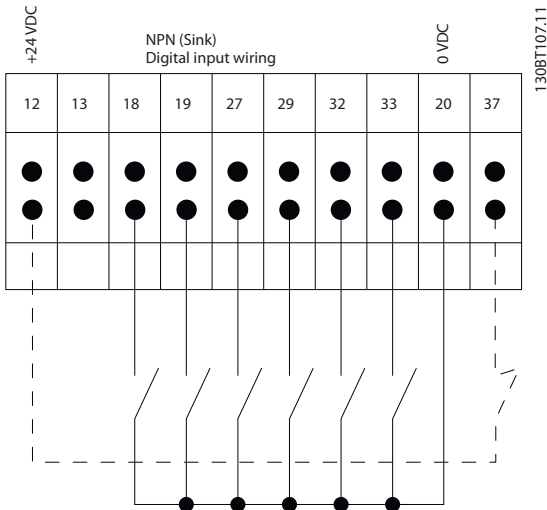 +24 VDC
NPN (Sink)
Digital input wiring
0 VDC
130BT107.11
12 13 18 19 27 29 32 33 20 37